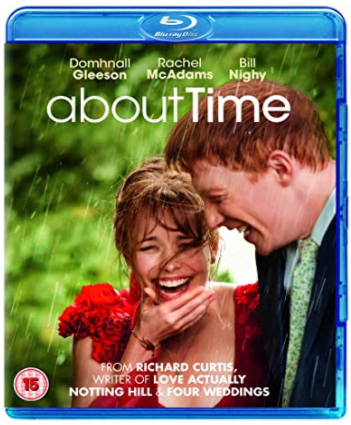 Blu-ray Disc
Domhnall Rachel Bill
Gleeson McAdams Nighy
aboutTime
FROM RICHARD CURTIS,
WRITER OF LOVE ACTUALLY
NOTTING HILL & FOUR WEDDINGS
15